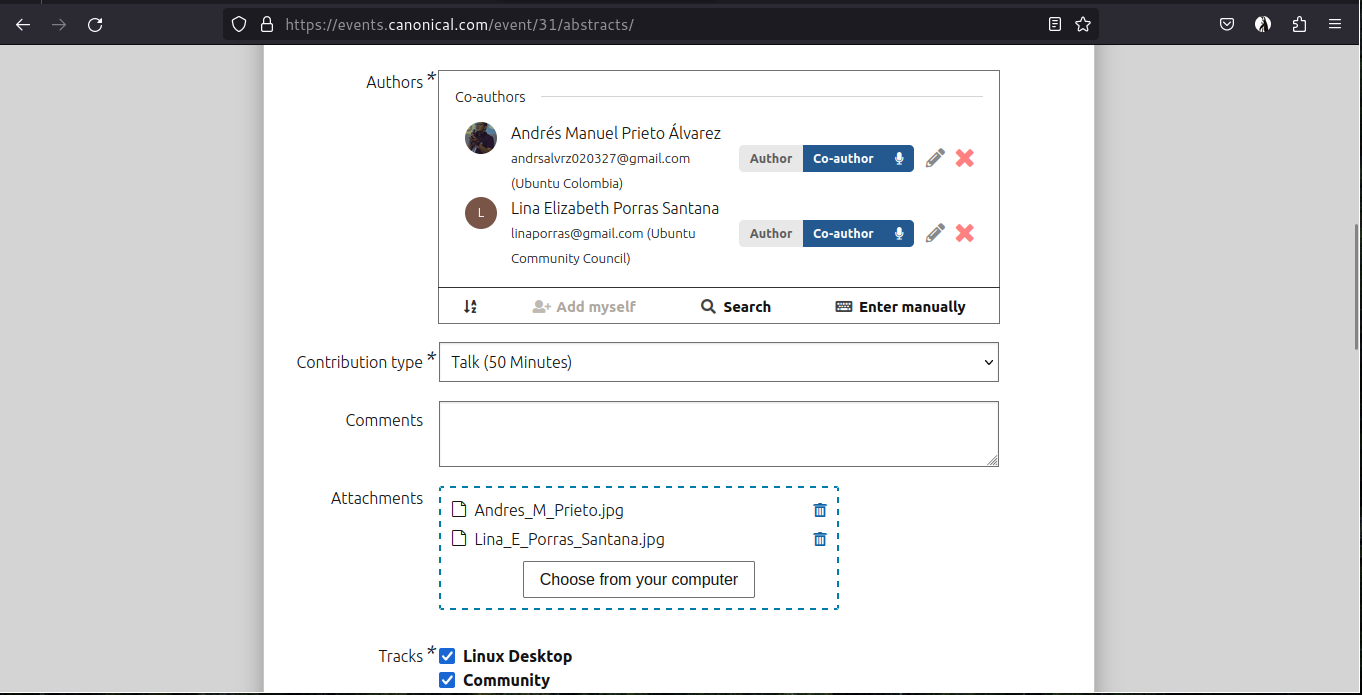 https://events.canonical.com/event/31/abstracts/
Authors *
Co-authors
Andrés Manuel Prieto Álvarez
andrsalvrz020327@gmail.com
(Ubuntu Colombia)
Author Co-author
L
Lina Elizabeth Porras Santana
linaporras@gmail.com (Ubuntu
Community Council)
Author Co-author
Add myself Search Enter manually
Contribution type * Talk (50 Minutes)
Comments
Attachments
Andres_M_Prieto.jpg
Lina_E_Porras_Santana.jpg
Choose from your computer
Tracks * Linux Desktop
Community